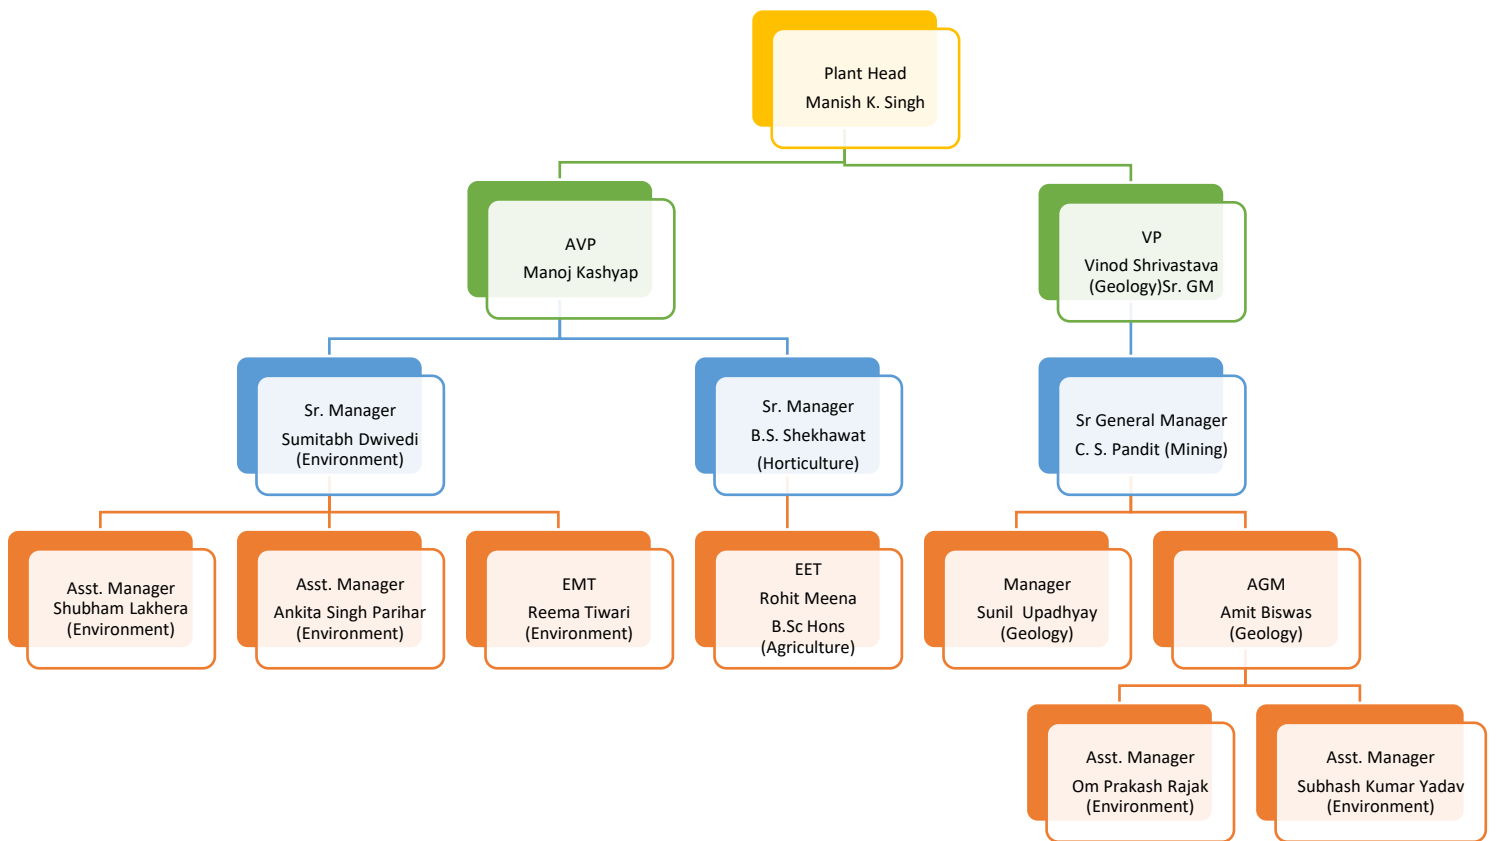 Plant Head
Manish K. Singh
AVP
Manoj Kashyap
VP
Vinod Shrivastava
(Geology)Sr. GM
Sr. Manager
Sumitabh Dwivedi
(Environment)
Sr. Manager
B.S. Shekhawat
(Horticulture)
Sr General Manager
C. S. Pandit (Mining)
Asst. Manager
Shubham Lakhera
(Environment)
Asst. Manager
Ankita Singh Parihar
(Environment)
EMT
Reema Tiwari
(Environment)
EET
Rohit Meena
B.Sc Hons
(Agriculture)
Manager
Sunil  Upadhyay
(Geology)
AGM
Amit Biswas
(Geology)
Asst. Manager
Om Prakash Rajak
(Environment)
Asst. Manager
Subhash Kumar Yadav
(Environment)